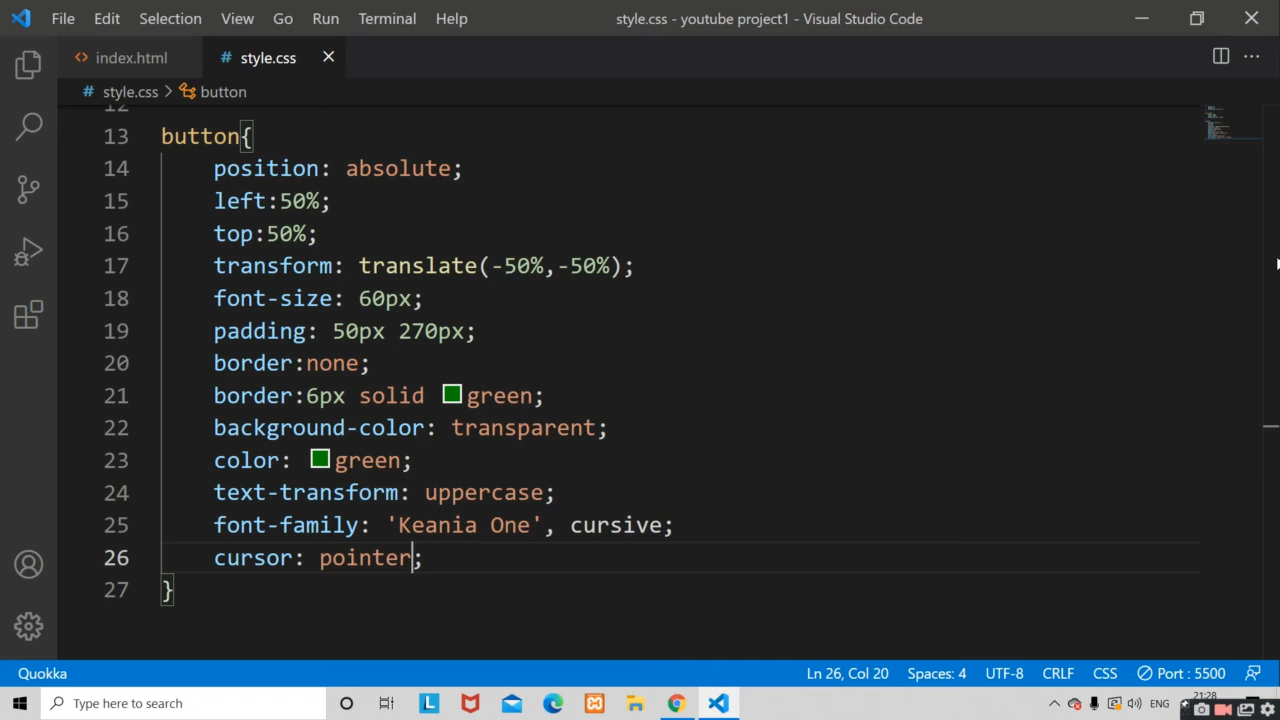 File Edit Selection View Go Run Terminal Help style.css - youtube project1 - Visual Studio Code
<> index.html # style.css
# style.css > button
12
13 button{
14 position: absolute;
15 left:50%;
16 top:50%;
17 transform: translate(-50%,-50%);
18 font-size: 60px;
19 padding: 50px 270px;
20 border:none;
21 border:6px solid green;
22 background-color: transparent;
23 color: green;
24 text-transform: uppercase;
25 font-family: 'Keania One', cursive;
26 cursor: pointer;
27 }
Quokka Ln 26, Col 20 Spaces: 4 UTF-8 CRLF CSS Port : 5500
Type here to search L ENG 21:28